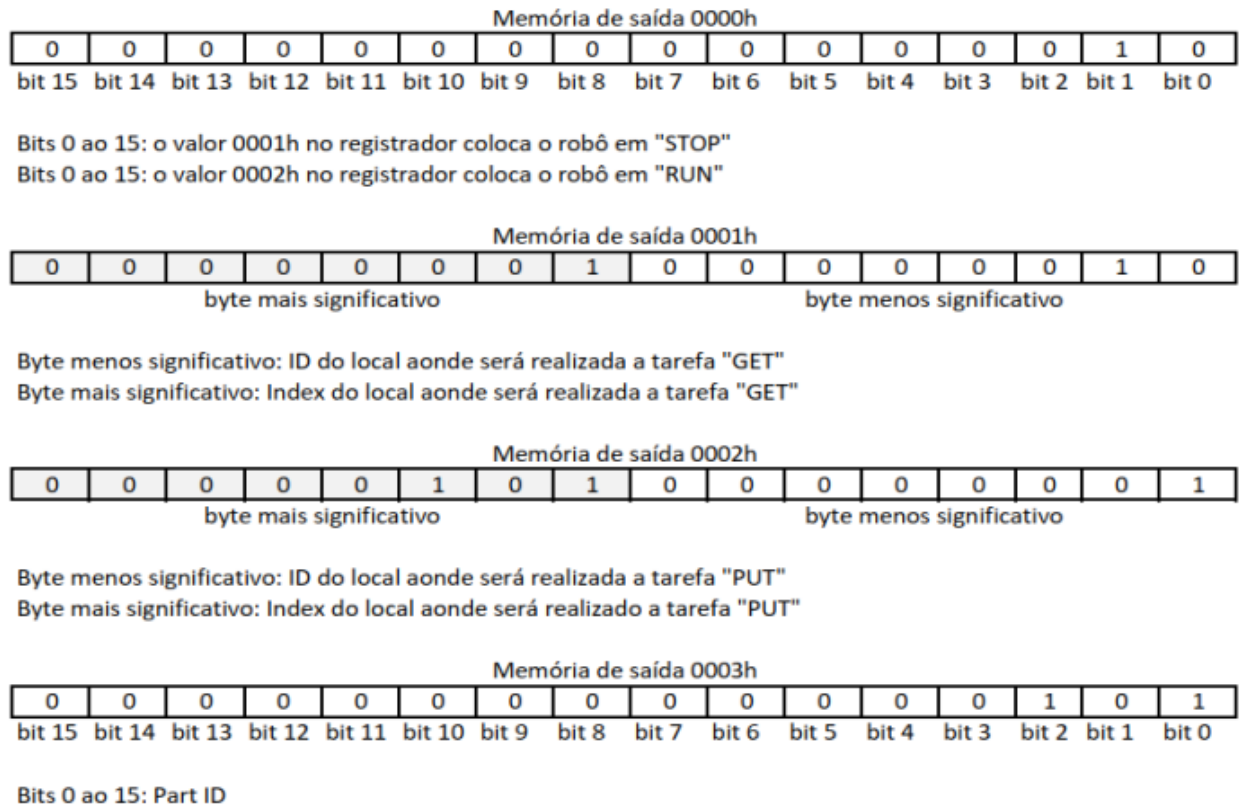 Memória de saída 0000h
0 0 0 0 0 0 0 0 0 0 0 0 0 0 1 0
bit 15 bit 14 bit 13 bit 12 bit 11 bit 10 bit 9 bit 8 bit 7 bit 6 bit 5 bit 4 bit 3 bit 2 bit 1 bit 0
Bits 0 ao 15: o valor 0001h no registrador coloca o robô em "STOP"
Bits 0 ao 15: o valor 0002h no registrador coloca o robô em "RUN"
Memória de saída 0001h
0 0 0 0 0 0 0 1 0 0 0 0 0 0 1 0
byte mais significativo byte menos significativo
Byte menos significativo: ID do local aonde será realizada a tarefa "GET"
Byte mais significativo: Index do local aonde será realizada a tarefa "GET"
Memória de saída 0002h
0 0 0 0 0 1 0 1 0 0 0 0 0 0 0 1
byte mais significativo byte menos significativo
Byte menos significativo: ID do local aonde será realizada a tarefa "PUT"
Byte mais significativo: Index do local aonde será realizado a tarefa "PUT"
Memória de saída 0003h
0 0 0 0 0 0 0 0 0 0 0 0 0 1 0 1
bit 15 bit 14 bit 13 bit 12 bit 11 bit 10 bit 9 bit 8 bit 7 bit 6 bit 5 bit 4 bit 3 bit 2 bit 1 bit 0
Bits 0 ao 15: Part ID